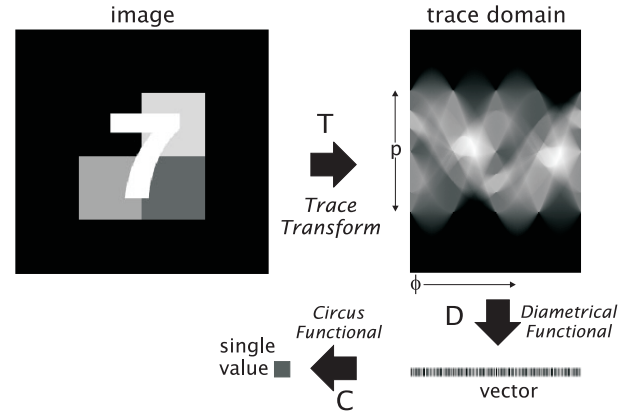 image
trace domain
7
T
Trace
Transform
p
ϕ
D
Diametrical
Functional
Circus
Functional
single
value
C
vector